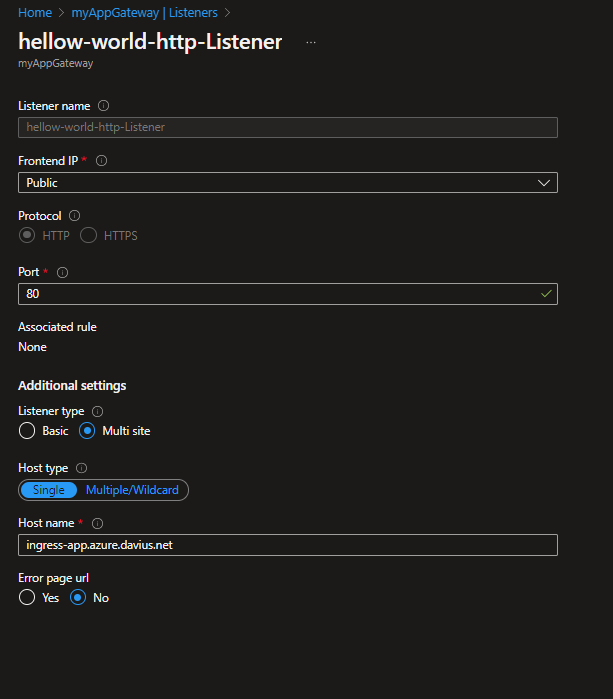 Home > myAppGateway | Listeners >
hellow-world-http-Listener ...
myAppGateway
Listener name
hellow-world-http-Listener
Frontend IP *
Public
Protocol
HTTP HTTPS
Port *
80
Associated rule
None
Additional settings
Listener type
Basic Multi site
Host type
Single Multiple/Wildcard
Host name *
ingress-app.azure.davius.net
Error page url
Yes No